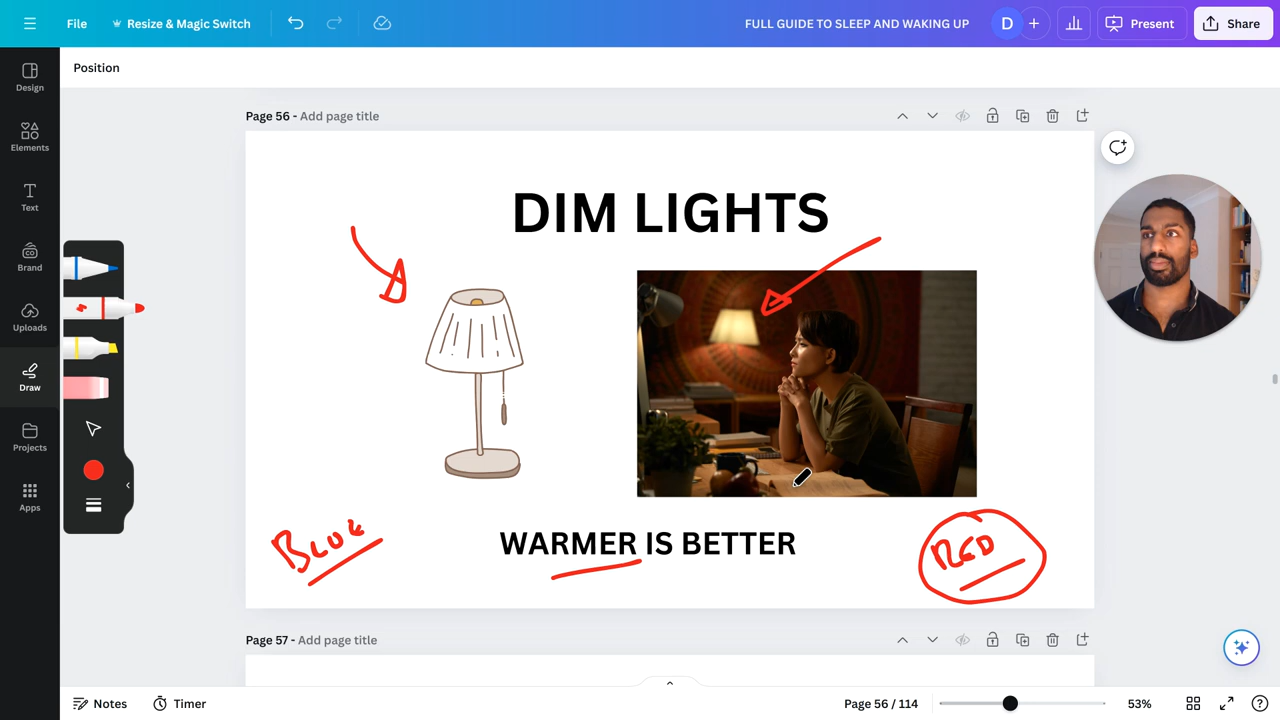 File
Resize & Magic Switch
FULL GUIDE TO SLEEP AND WAKING UP
D
Present
Share
Position
Design
Elements
Text
Brand
Uploads
Draw
Projects
Apps
Page 56 - Add page title
DIM LIGHTS
BLUE
WARMER IS BETTER
RED
Page 57 - Add page title
Notes
Timer
Page 56 / 114
53%